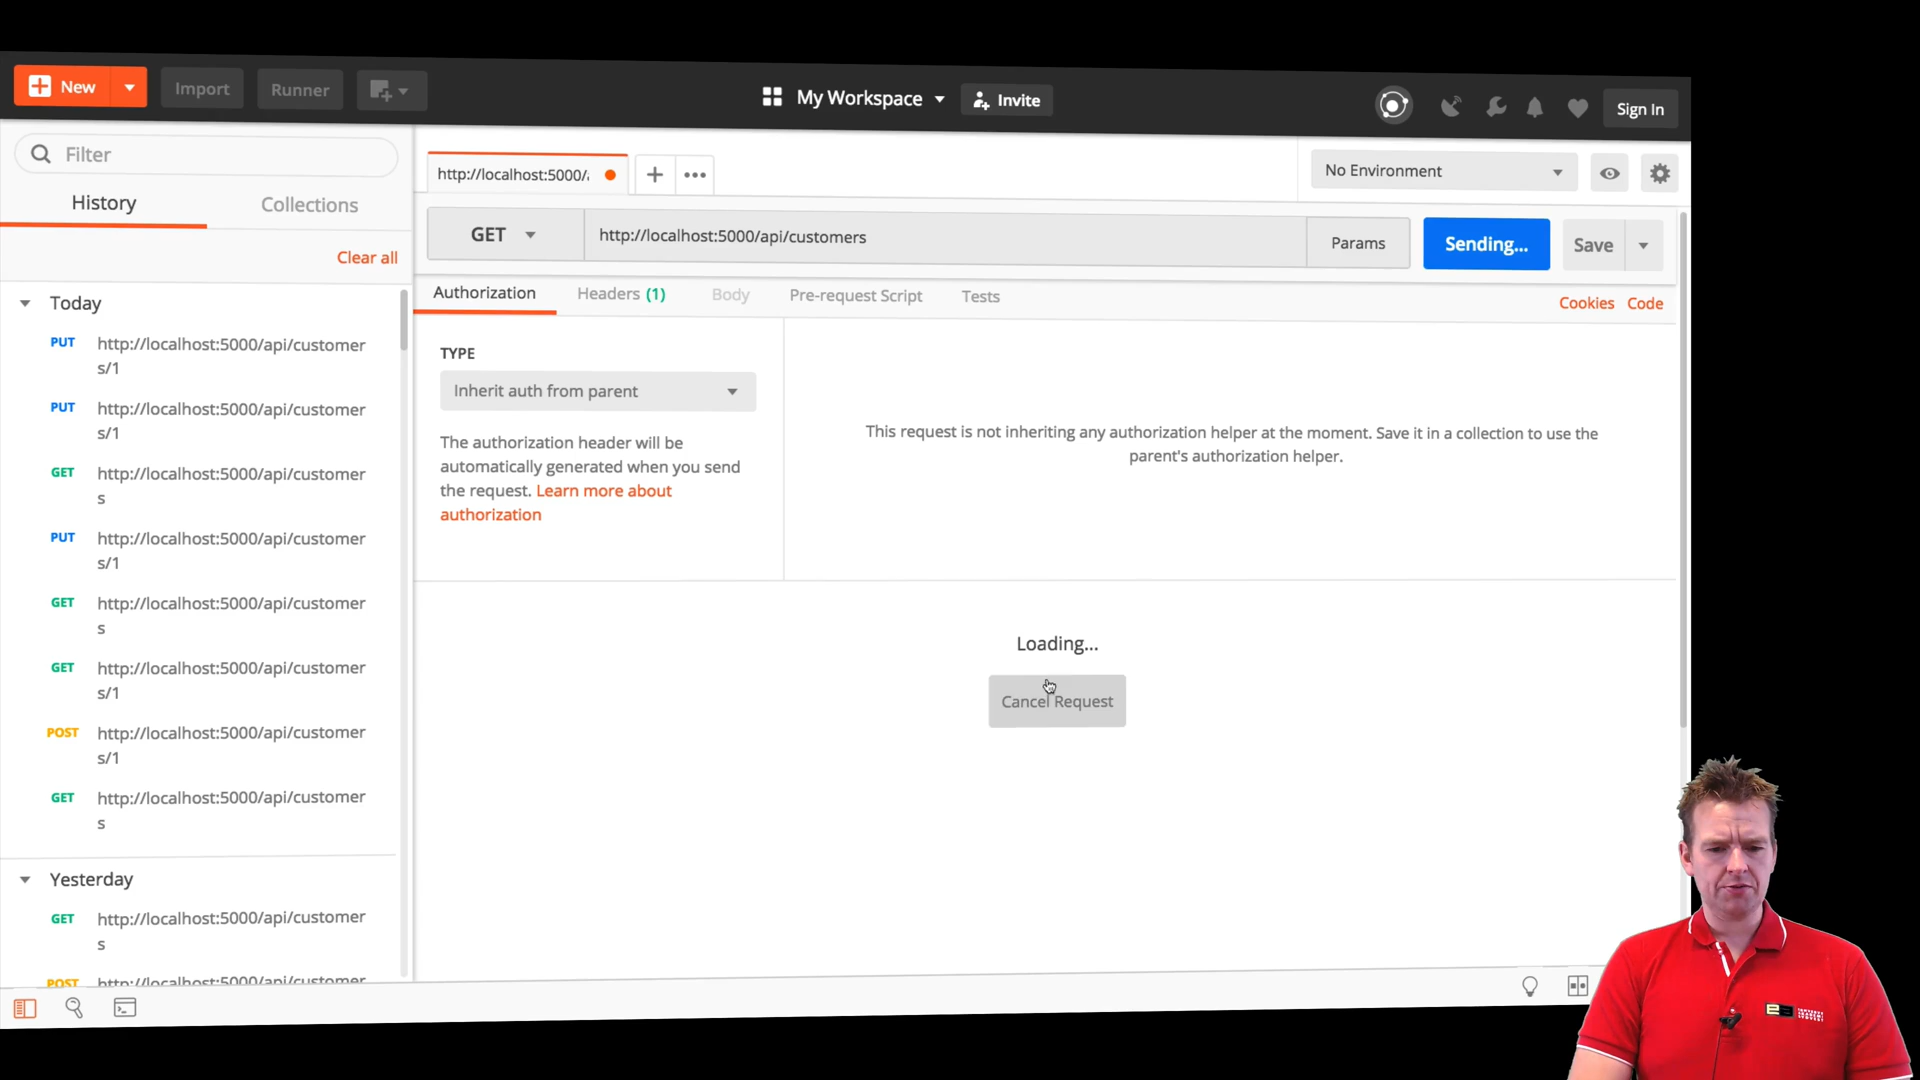 New
Import
Runner
My Workspace
Invite
Sign In
Filter
History
Collections
Clear all
Today
PUT http://localhost:5000/api/customer
s/1
PUT http://localhost:5000/api/customer
s/1
GET http://localhost:5000/api/customer
s
PUT http://localhost:5000/api/customer
s/1
GET http://localhost:5000/api/customer
s
GET http://localhost:5000/api/customer
s/1
POST http://localhost:5000/api/customer
s/1
GET http://localhost:5000/api/customer
s
Yesterday
GET http://localhost:5000/api/customer
s
POST http://localhost:5000/api/customer
http://localhost:5000/
No Environment
GET http://localhost:5000/api/customers
Params
Sending...
Save
Authorization
Headers (1)
Body
Pre-request Script
Tests
Cookies
Code
TYPE
Inherit auth from parent
The authorization header will be
automatically generated when you send
the request. Learn more about
authorization
This request is not inheriting any authorization helper at the moment. Save it in a collection to use the
parent's authorization helper.
Loading...
Cancel Request